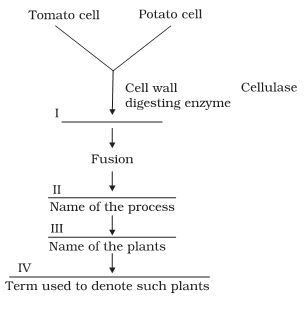 Tomato cell Potato cell
Cell wall Cellulase
digesting enzyme
I
Fusion
II
Name of the process
III
Name of the plants
IV
Term used to denote such plants